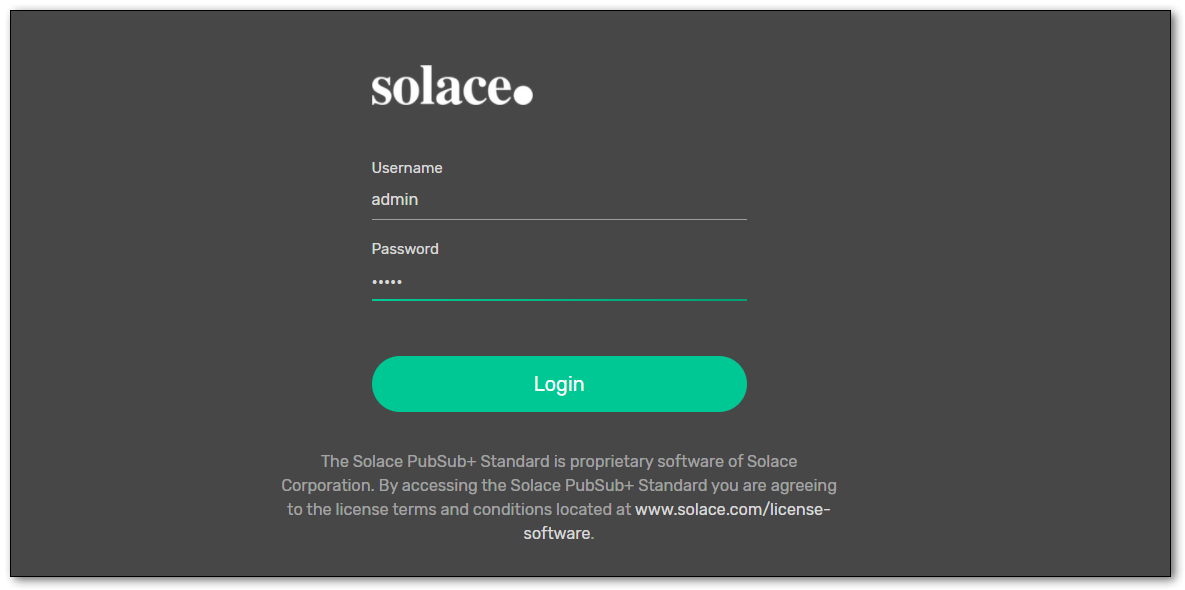 solace.
Username
admin
Password
•••••
Login
The Solace PubSub+ Standard is proprietary software of Solace
Corporation. By accessing the Solace PubSub+ Standard you are agreeing
to the license terms and conditions located at www.solace.com/license-
software.